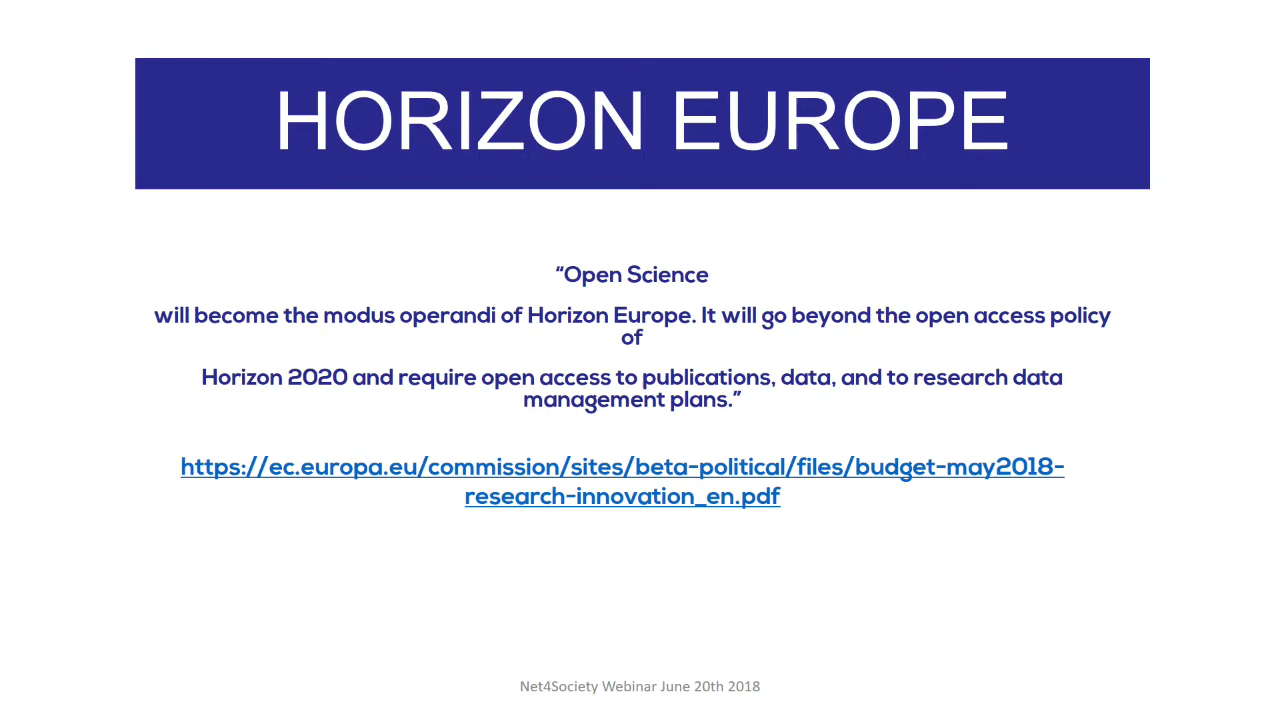 HORIZON EUROPE
“Open Science
will become the modus operandi of Horizon Europe. It will go beyond the open access policy
of
Horizon 2020 and require open access to publications, data, and to research data
management plans.”
https://ec.europa.eu/commission/sites/beta-political/files/budget-may2018-
research-innovation_en.pdf
Net4Society Webinar June 20th 2018